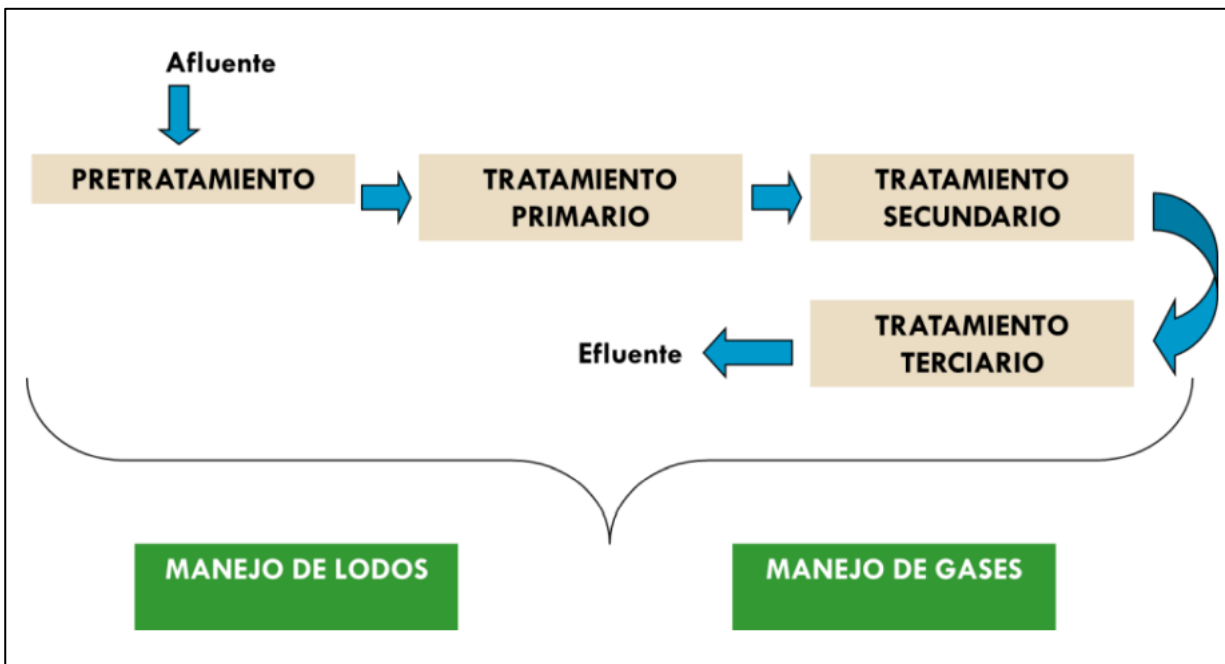 Afluente
PRETRATAMIENTO
TRATAMIENTO
PRIMARIO
TRATAMIENTO
SECUNDARIO
TRATAMIENTO
TERCIARIO
Efluente
MANEJO DE LODOS
MANEJO DE GASES